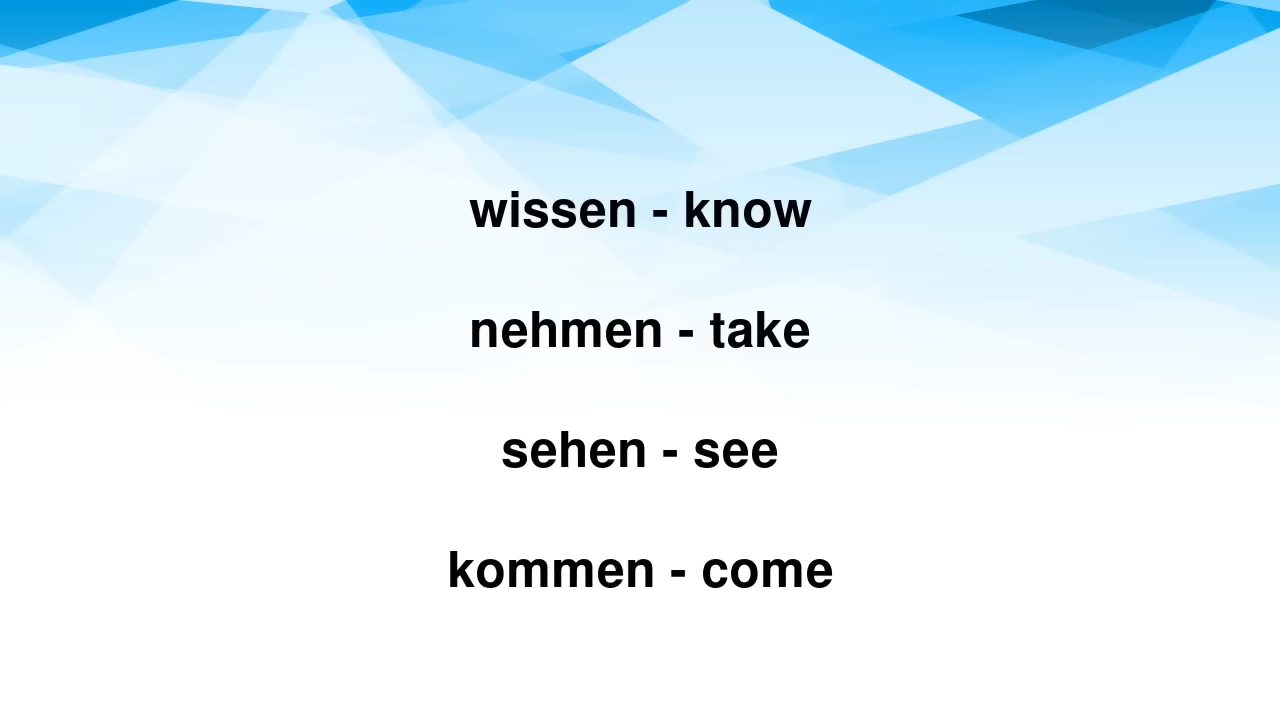 wissen - know
nehmen - take
sehen - see
kommen - come